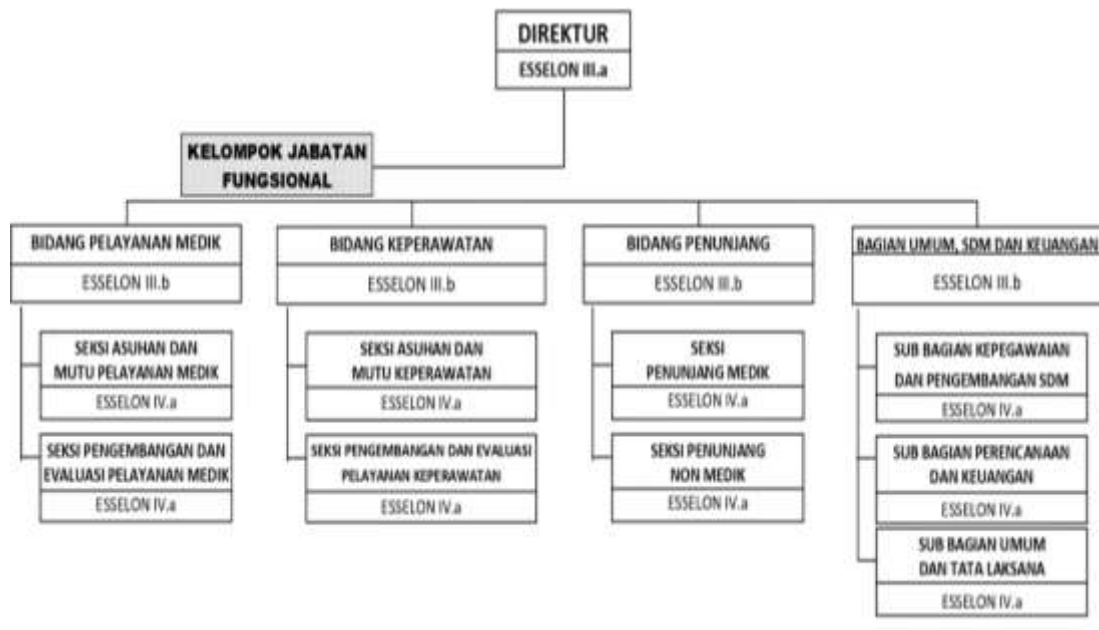 DIREKTUR
ESSELON III.a
KELOMPOK JABATAN
FUNGSIONAL
BIDANG PELAYANAN MEDIK
ESSELON III.b
SEKSI ASUHAN DAN
MUTU PELAYANAN MEDIK
ESSELON IV.a
SEKSI PENGEMBANGAN DAN
EVALUASI PELAYANAN MEDIK
ESSELON IV.a
BIDANG KEPERAWATAN
ESSELON III.b
SEKSI ASUHAN DAN
MUTU KEPERAWATAN
ESSELON IV.a
SEKSI PENGEMBANGAN DAN EVALUASI
PELAYANAN KEPERAWATAN
ESSELON IV.a
BIDANG PENUNJANG
ESSELON III.b
SEKSI
PENUNJANG MEDIK
ESSELON IV.a
SEKSI PENUNJANG
NON MEDIK
ESSELON IV.a
BAGIAN UMUM, SDM DAN KEUANGAN
ESSELON III.b
SUB BAGIAN KEPEGAWAIAN
DAN PENGEMBANGAN SDM
ESSELON IV.a
SUB BAGIAN PERENCANAAN
DAN KEUANGAN
ESSELON IV.a
SUB BAGIAN UMUM
DAN TATA LAKSANA
ESSELON IV.a